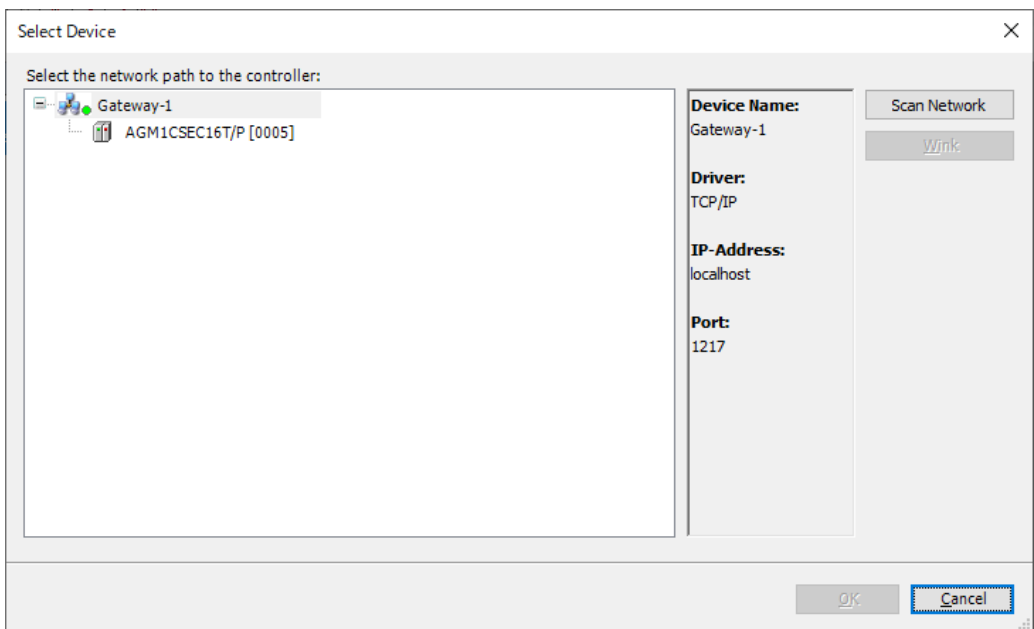 Select Device
Select the network path to the controller:
Gateway-1
AGM1CSEC16T/P [0005]
Device Name:
Gateway-1
Driver:
TCP/IP
IP-Address:
localhost
Port:
1217
Scan Network
Wink
OK
Cancel